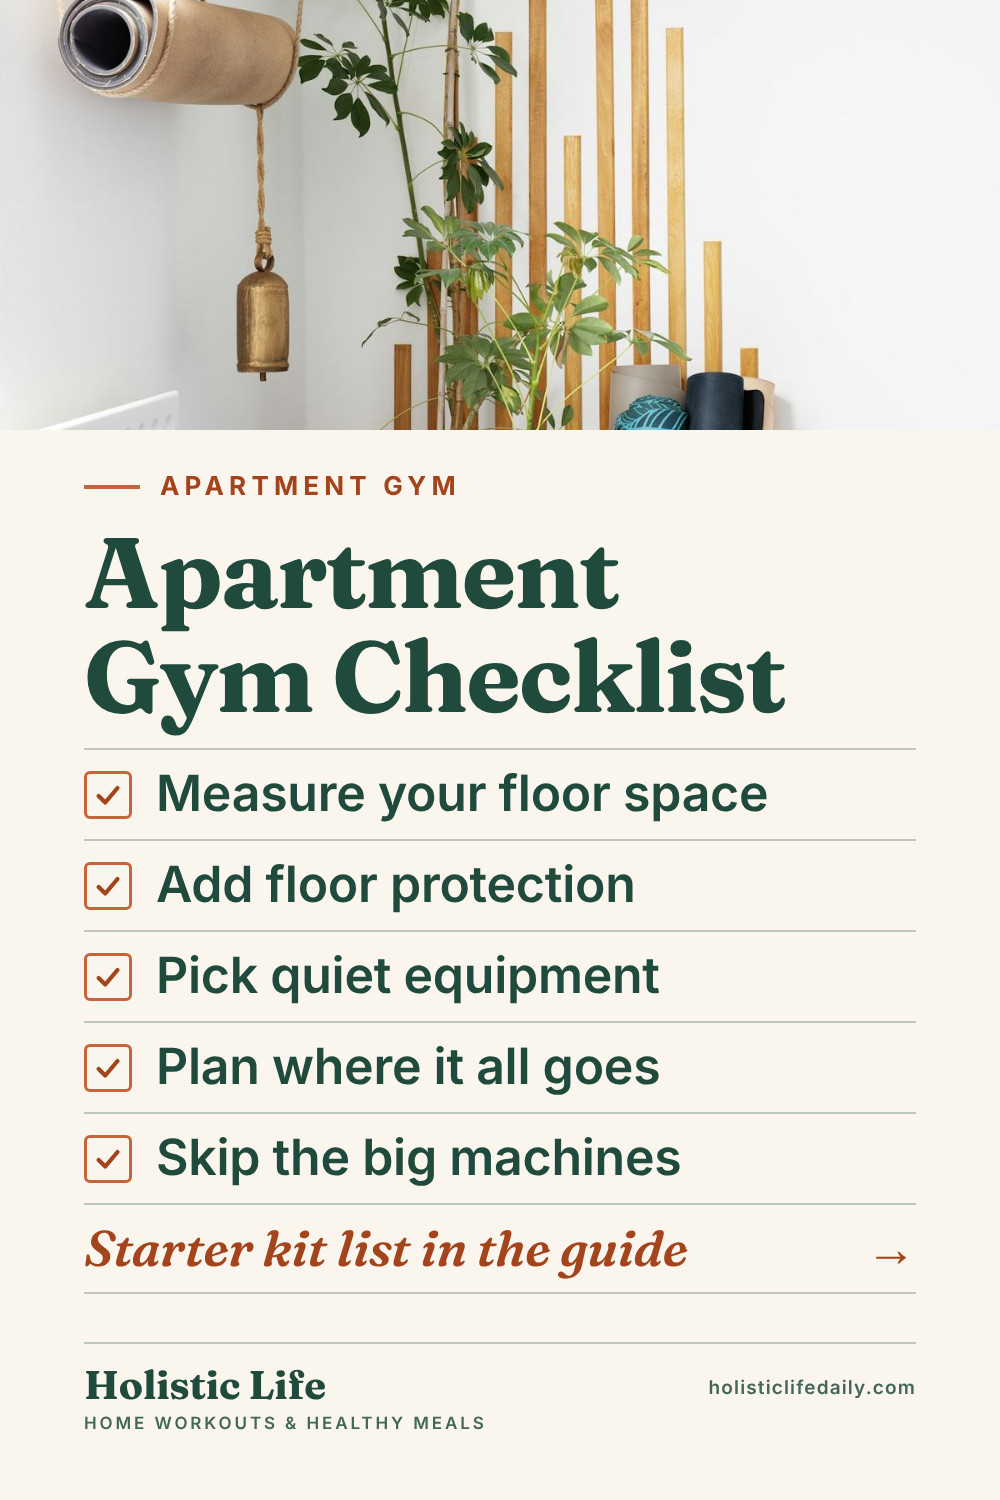 APARTMENT GYM
Apartment
Gym Checklist
Measure your floor space
Add floor protection
Pick quiet equipment
Plan where it all goes
Skip the big machines
Starter kit list in the guide →
Holistic Life
holisticlifedaily.com
HOME WORKOUTS & HEALTHY MEALS